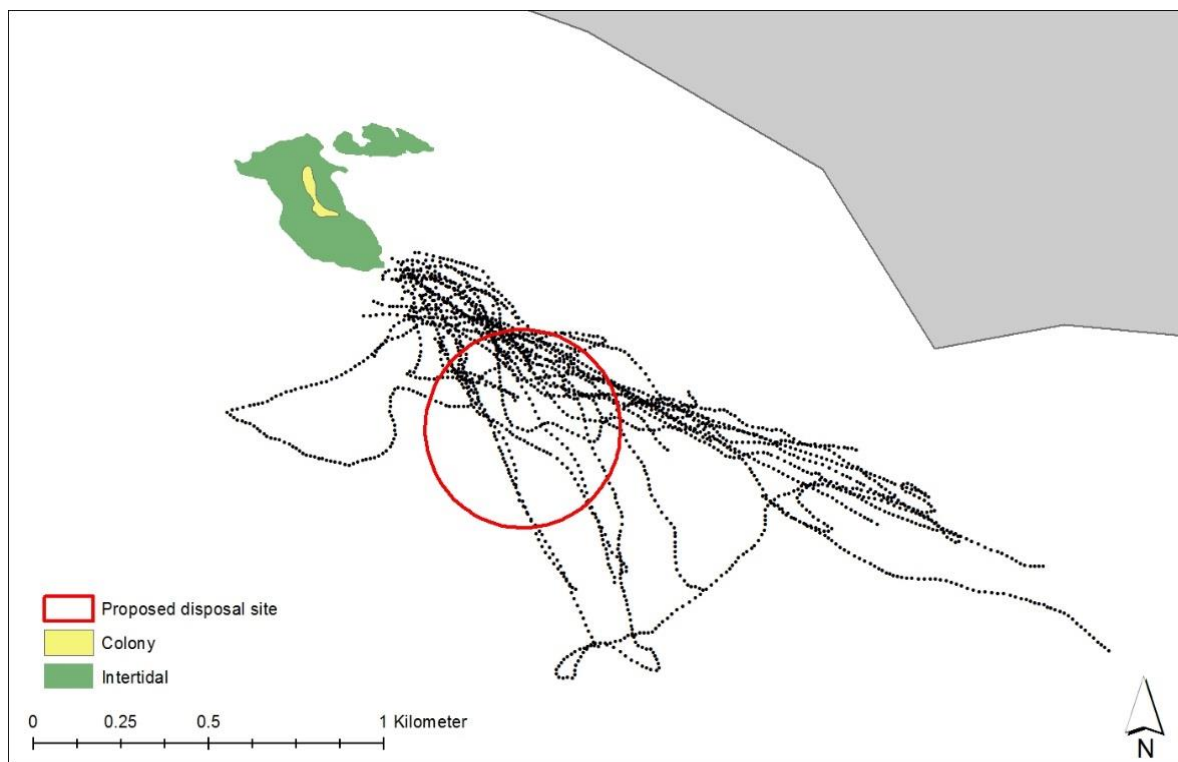 Proposed disposal site
Colony
Intertidal
0 0.25 0.5 1 Kilometer
N